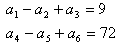 a₁ − a₂ + a₃ = 9
a₄ − a₅ + a₆ = 72